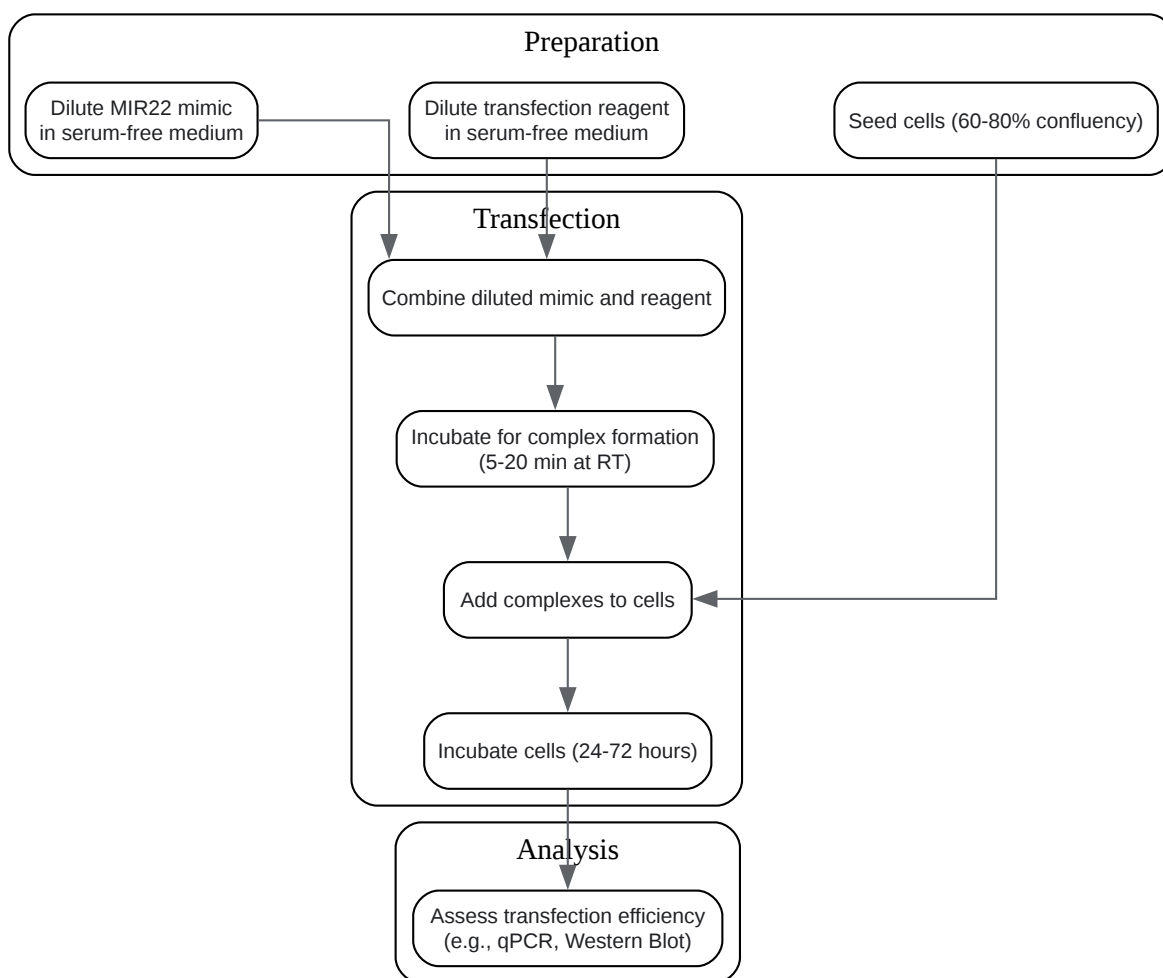 Preparation
Dilute MIR22 mimic
in serum-free medium
Dilute transfection reagent
in serum-free medium
Seed cells (60-80% confluency)
Transfection
Combine diluted mimic and reagent
Incubate for complex formation
(5-20 min at RT)
Add complexes to cells
Incubate cells (24-72 hours)
Analysis
Assess transfection efficiency
(e.g., qPCR, Western Blot)